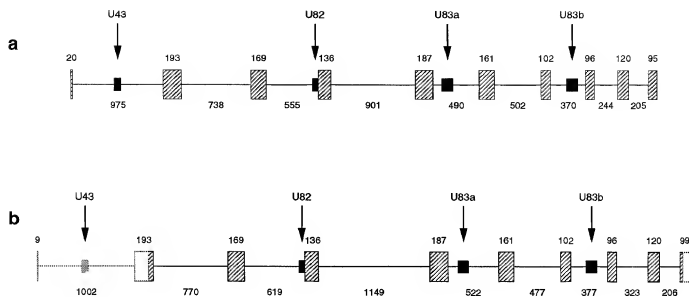 U43 U82 U83a U83b
a
20 193 169 136 187 161 102 96 120 95
975 738 555 901 490 502 370 244 205
U43 U82 U83a U83b
b
9 193 169 136 187 161 102 96 120 99
1002 770 619 1149 522 477 377 323 206